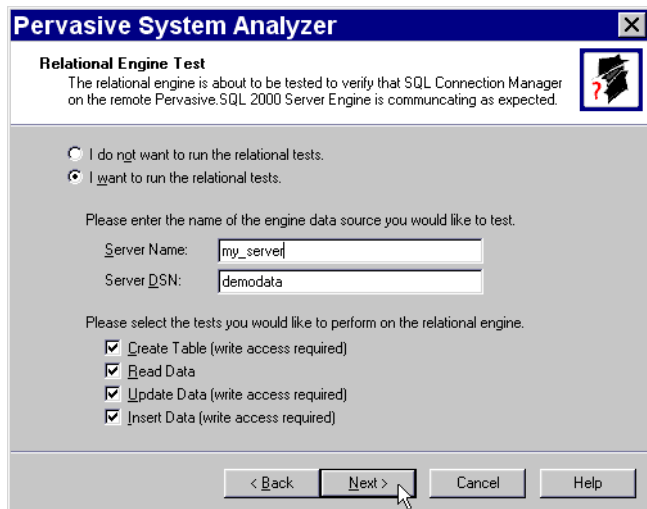 Pervasive System Analyzer
Relational Engine Test
The relational engine is about to be tested to verify that SQL Connection Manager
on the remote Pervasive.SQL 2000 Server Engine is communcating as expected.
?
I do not want to run the relational tests.
I want to run the relational tests.
Please enter the name of the engine data source you would like to test.
Server Name: my_server
Server DSN: demodata
Please select the tests you would like to perform on the relational engine.
Create Table (write access required)
Read Data
Update Data (write access required)
Insert Data (write access required)
< Back Next > Cancel Help